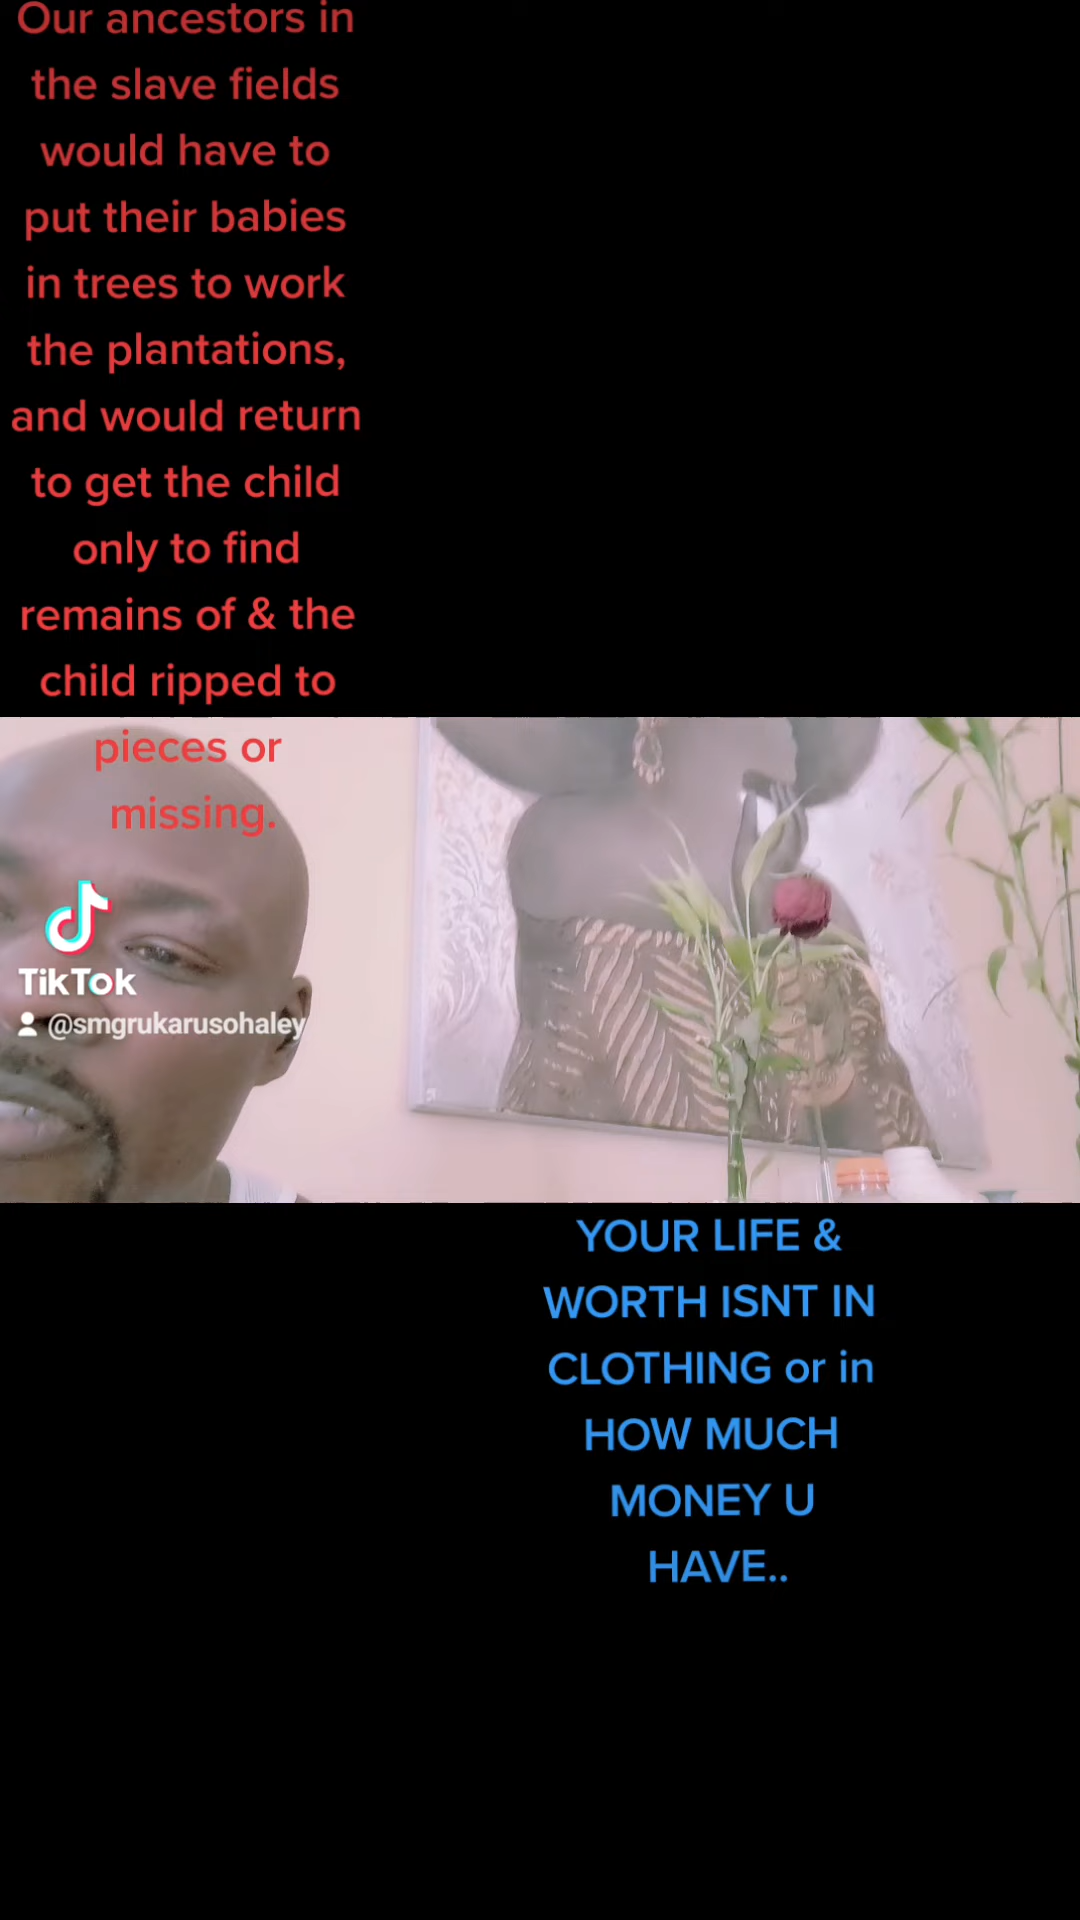 Our ancestors in
the slave fields
would have to
put their babies
in trees to work
the plantations,
and would return
to get the child
only to find
remains of & the
child ripped to
pieces or
missing.
TikTok
@smgrukarusohaley
YOUR LIFE &
WORTH ISNT IN
CLOTHING or in
HOW MUCH
MONEY U
HAVE..